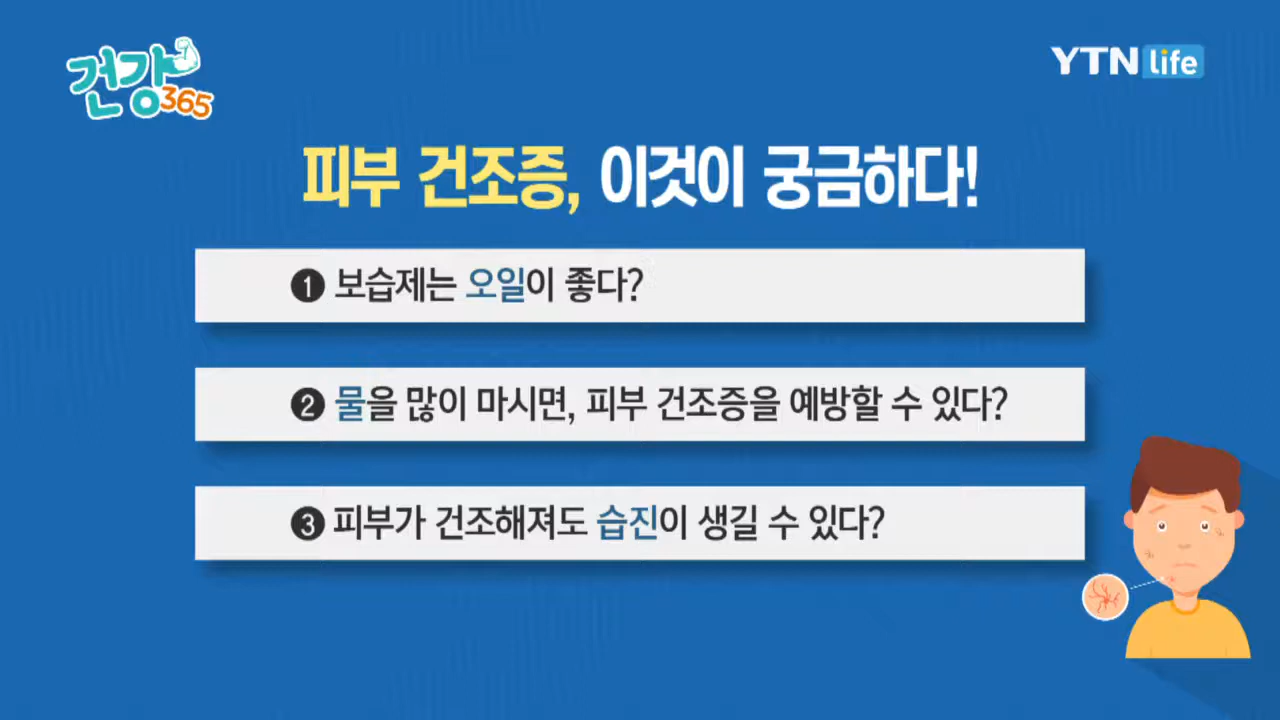 건강365
YTN life
피부 건조증, 이것이 궁금하다!
❶ 보습제는 오일이 좋다?
❷ 물을 많이 마시면, 피부 건조증을 예방할 수 있다?
❸ 피부가 건조해져도 습진이 생길 수 있다?